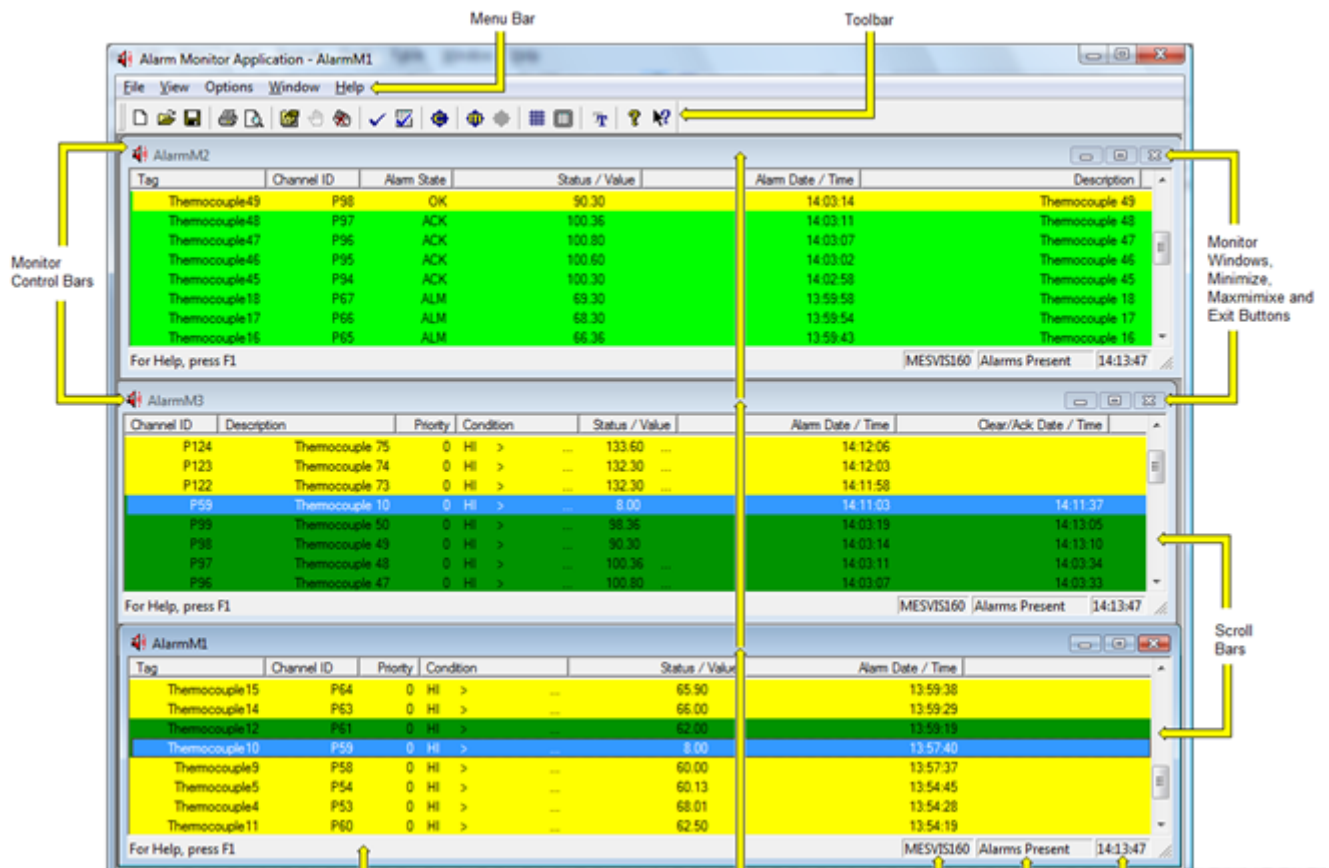 Menu Bar
Toolbar
Alarm Monitor Application - AlarmM1
File View Options Window Help
AlarmM2
Tag Channel ID Alarm State Status / Value Alarm Date / Time Description
Thermocouple49 P98 OK 90.30 14:03:14 Thermocouple 49
Thermocouple48 P97 ACK 100.36 14:03:11 Thermocouple 48
Thermocouple47 P96 ACK 100.80 14:03:07 Thermocouple 47
Thermocouple46 P95 ACK 100.60 14:03:02 Thermocouple 46
Thermocouple45 P94 ACK 100.30 14:02:58 Thermocouple 45
Thermocouple18 P67 ALM 69.30 13:59:58 Thermocouple 18
Thermocouple17 P66 ALM 68.30 13:59:54 Thermocouple 17
Thermocouple16 P65 ALM 66.36 13:59:43 Thermocouple 16
For Help, press F1 MESVIS160 Alarms Present 14:13:47
Monitor
Control Bars
Monitor
Windows,
Minimize,
Maxmimixe and
Exit Buttons
AlarmM3
Channel ID Description Priority Condition Status / Value Alarm Date / Time Clear/Ack Date / Time
P124 Thermocouple 75 0 HI > ... 133.60 ... 14:12:06
P123 Thermocouple 74 0 HI > ... 132.30 ... 14:12:03
P122 Thermocouple 73 0 HI > ... 132.30 ... 14:11:58
P59 Thermocouple 10 0 HI > ... 8.00 14:11:03 14:11:37
P99 Thermocouple 50 0 HI > ... 98.36 14:03:19 14:13:05
P98 Thermocouple 49 0 HI > ... 90.30 14:03:14 14:13:10
P97 Thermocouple 48 0 HI > ... 100.36 ... 14:03:11 14:03:34
P96 Thermocouple 47 0 HI > ... 100.80 ... 14:03:07 14:03:33
For Help, press F1 MESVIS160 Alarms Present 14:13:47
Scroll
Bars
AlarmM1
Tag Channel ID Priority Condition Status / Value Alarm Date / Time
Thermocouple15 P64 0 HI > ... 65.90 13:59:38
Thermocouple14 P63 0 HI > ... 66.00 13:59:29
Thermocouple12 P61 0 HI > ... 62.00 13:59:19
Thermocouple10 P59 0 HI > ... 8.00 13:57:40
Thermocouple9 P58 0 HI > ... 60.00 13:57:37
Thermocouple5 P54 0 HI > ... 60.13 13:54:45
Thermocouple4 P53 0 HI > ... 68.01 13:54:28
Thermocouple11 P60 0 HI > ... 62.50 13:54:19
For Help, press F1 MESVIS160 Alarms Present 14:13:47